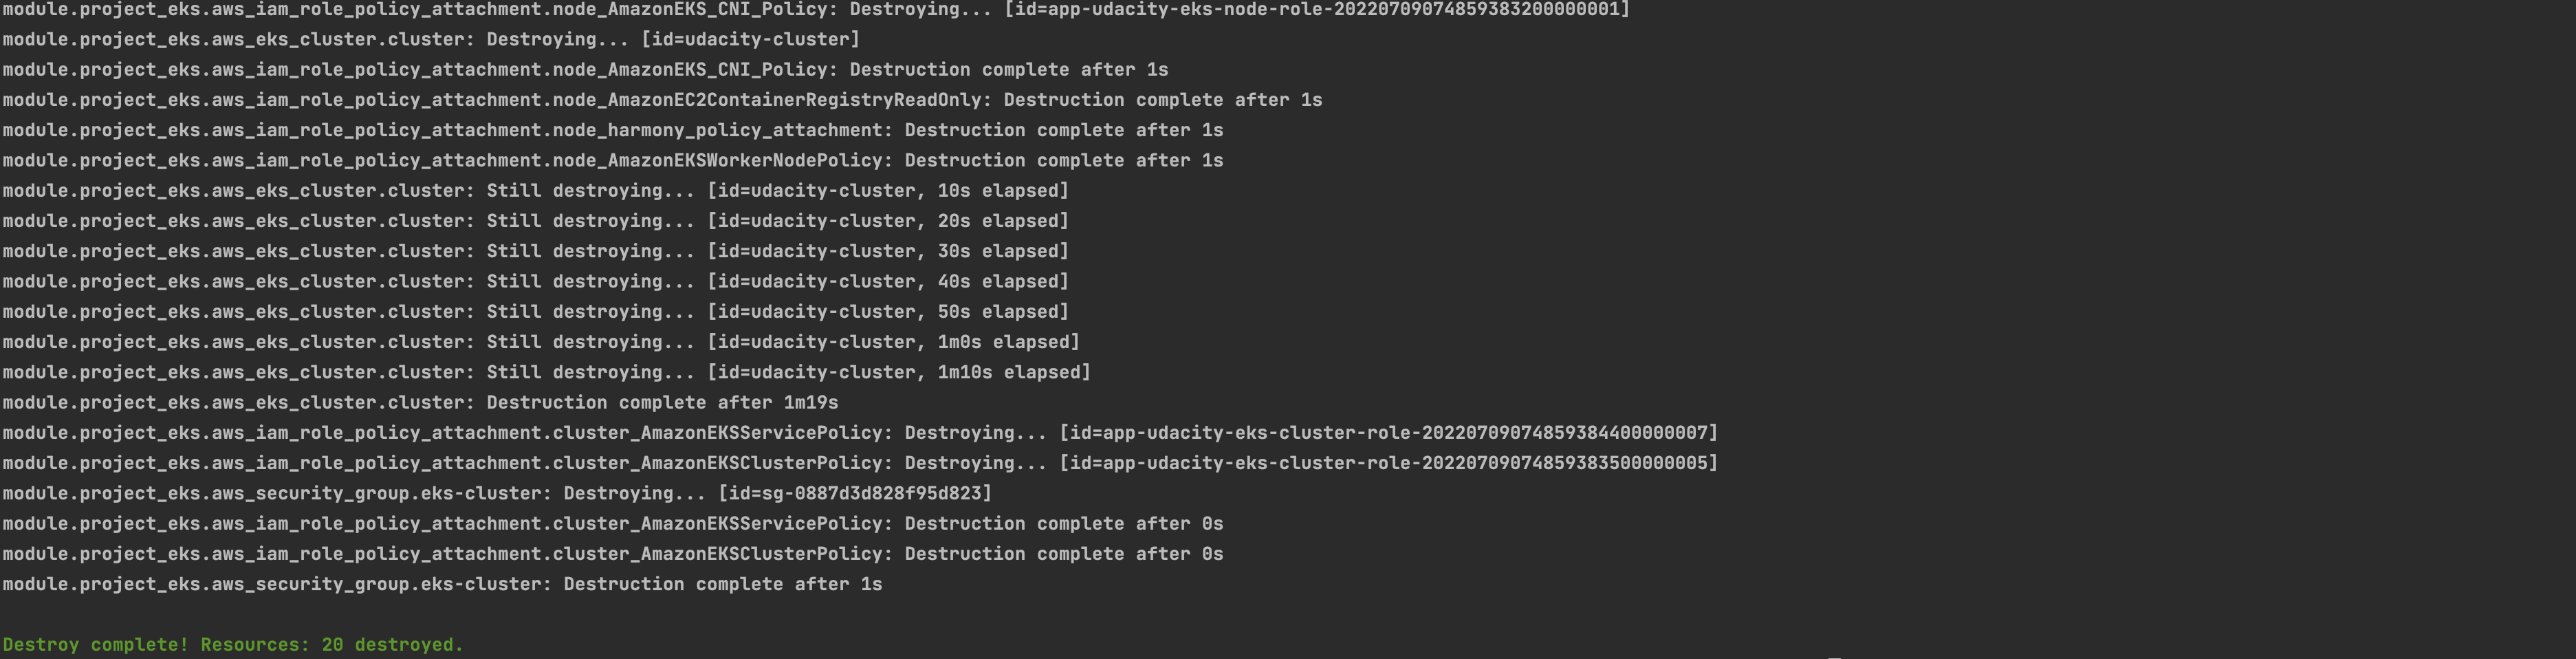 module.project_eks.aws_iam_role_policy_attachment.node_AmazonEKS_CNI_Policy: Destroying... [id=app-udacity-eks-node-role-20220709074859383200000001]
module.project_eks.aws_eks_cluster.cluster: Destroying... [id=udacity-cluster]
module.project_eks.aws_iam_role_policy_attachment.node_AmazonEKS_CNI_Policy: Destruction complete after 1s
module.project_eks.aws_iam_role_policy_attachment.node_AmazonEC2ContainerRegistryReadOnly: Destruction complete after 1s
module.project_eks.aws_iam_role_policy_attachment.node_harmony_policy_attachment: Destruction complete after 1s
module.project_eks.aws_iam_role_policy_attachment.node_AmazonEKSWorkerNodePolicy: Destruction complete after 1s
module.project_eks.aws_eks_cluster.cluster: Still destroying... [id=udacity-cluster, 10s elapsed]
module.project_eks.aws_eks_cluster.cluster: Still destroying... [id=udacity-cluster, 20s elapsed]
module.project_eks.aws_eks_cluster.cluster: Still destroying... [id=udacity-cluster, 30s elapsed]
module.project_eks.aws_eks_cluster.cluster: Still destroying... [id=udacity-cluster, 40s elapsed]
module.project_eks.aws_eks_cluster.cluster: Still destroying... [id=udacity-cluster, 50s elapsed]
module.project_eks.aws_eks_cluster.cluster: Still destroying... [id=udacity-cluster, 1m0s elapsed]
module.project_eks.aws_eks_cluster.cluster: Still destroying... [id=udacity-cluster, 1m10s elapsed]
module.project_eks.aws_eks_cluster.cluster: Destruction complete after 1m19s
module.project_eks.aws_iam_role_policy_attachment.cluster_AmazonEKSServicePolicy: Destroying... [id=app-udacity-eks-cluster-role-20220709074859384400000007]
module.project_eks.aws_iam_role_policy_attachment.cluster_AmazonEKSClusterPolicy: Destroying... [id=app-udacity-eks-cluster-role-20220709074859383500000005]
module.project_eks.aws_security_group.eks-cluster: Destroying... [id=sg-0887d3d828f95d823]
module.project_eks.aws_iam_role_policy_attachment.cluster_AmazonEKSServicePolicy: Destruction complete after 0s
module.project_eks.aws_iam_role_policy_attachment.cluster_AmazonEKSClusterPolicy: Destruction complete after 0s
module.project_eks.aws_security_group.eks-cluster: Destruction complete after 1s
Destroy complete! Resources: 20 destroyed.